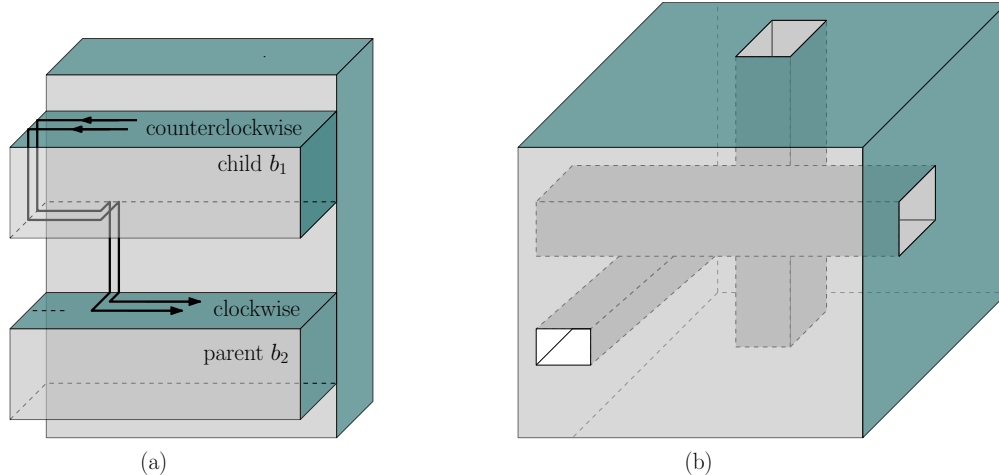 counterclockwise
child b₁
clockwise
parent b₂
(a)
(b)